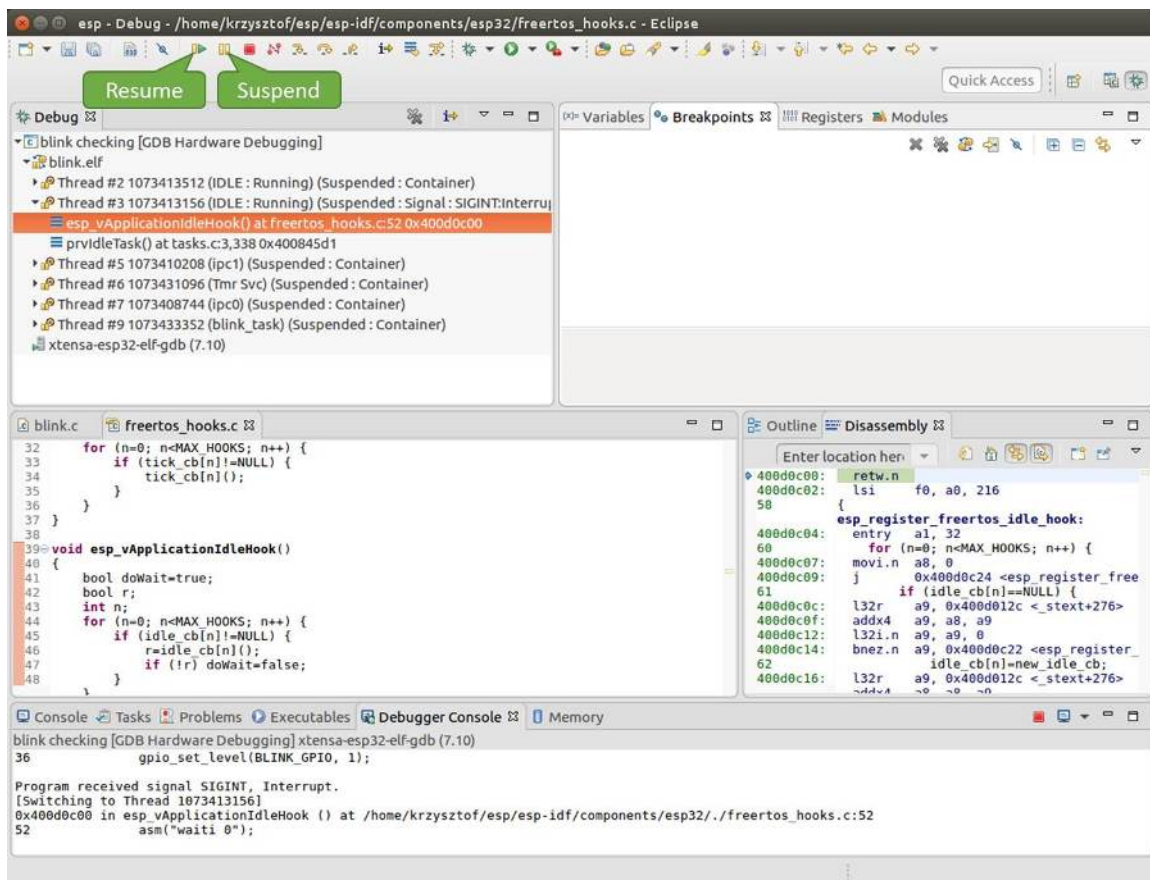 esp - Debug - /home/krzysztof/esp/esp-idf/components/esp32/freertos_hooks.c - Eclipse
Resume
Suspend
Quick Access
Debug
blink checking [GDB Hardware Debugging]
blink.elf
Thread #2 1073413512 (IDLE : Running) (Suspended : Container)
Thread #3 1073413156 (IDLE : Running) (Suspended : Signal : SIGINT:Interrup
esp_vApplicationIdleHook() at freertos_hooks.c:52 0x400d0c00
prvIdleTask() at tasks.c:3,338 0x400845d1
Thread #5 1073410208 (ipc1) (Suspended : Container)
Thread #6 1073431096 (Tmr Svc) (Suspended : Container)
Thread #7 1073408744 (ipc0) (Suspended : Container)
Thread #9 1073433352 (blink_task) (Suspended : Container)
xtensa-esp32-elf-gdb (7.10)
(x)= Variables Breakpoints Registers Modules
blink.c freertos_hooks.c
32 for (n=0; n<MAX_HOOKS; n++) {
33 if (tick_cb[n]!=NULL) {
34 tick_cb[n]();
35 }
36 }
37 }
38
39 void esp_vApplicationIdleHook()
40 {
41 bool doWait=true;
42 bool r;
43 int n;
44 for (n=0; n<MAX_HOOKS; n++) {
45 if (idle_cb[n]!=NULL) {
46 r=idle_cb[n]();
47 if (!r) doWait=false;
48 }
}
Outline Disassembly
Enter location her
400d0c00: retw.n
400d0c02: lsi f0, a0, 216
58 {
esp_register_freertos_idle_hook:
400d0c04: entry a1, 32
60 for (n=0; n<MAX_HOOKS; n++) {
400d0c07: movi.n a8, 0
400d0c09: j 0x400d0c24 <esp_register_free
61 if (idle_cb[n]==NULL) {
400d0c0c: l32r a9, 0x400d012c <_stext+276>
400d0c0f: addx4 a9, a8, a9
400d0c12: l32i.n a9, a9, 0
400d0c14: bnez.n a9, 0x400d0c22 <esp_register_
62 idle_cb[n]=new_idle_cb;
400d0c16: l32r a9, 0x400d012c <_stext+276>
addx4 a8, a8, a9
Console Tasks Problems Executables Debugger Console Memory
blink checking [GDB Hardware Debugging] xtensa-esp32-elf-gdb (7.10)
36 gpio_set_level(BLINK_GPIO, 1);
Program received signal SIGINT, Interrupt.
[Switching to Thread 1073413156]
0x400d0c00 in esp_vApplicationIdleHook () at /home/krzysztof/esp/esp-idf/components/esp32/./freertos_hooks.c:52
52 asm("waiti 0");